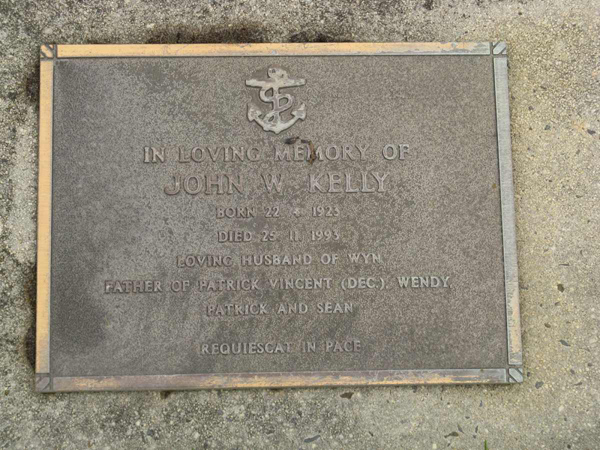 IN LOVING MEMORY OF
JOHN W. KELLY
BORN 22 . 4 . 1923
DIED 25 . 11 . 1993
LOVING HUSBAND OF WYN.
FATHER OF PATRICK VINCENT (DEC.), WENDY,
PATRICK AND SEAN
REQUIESCAT IN PACE